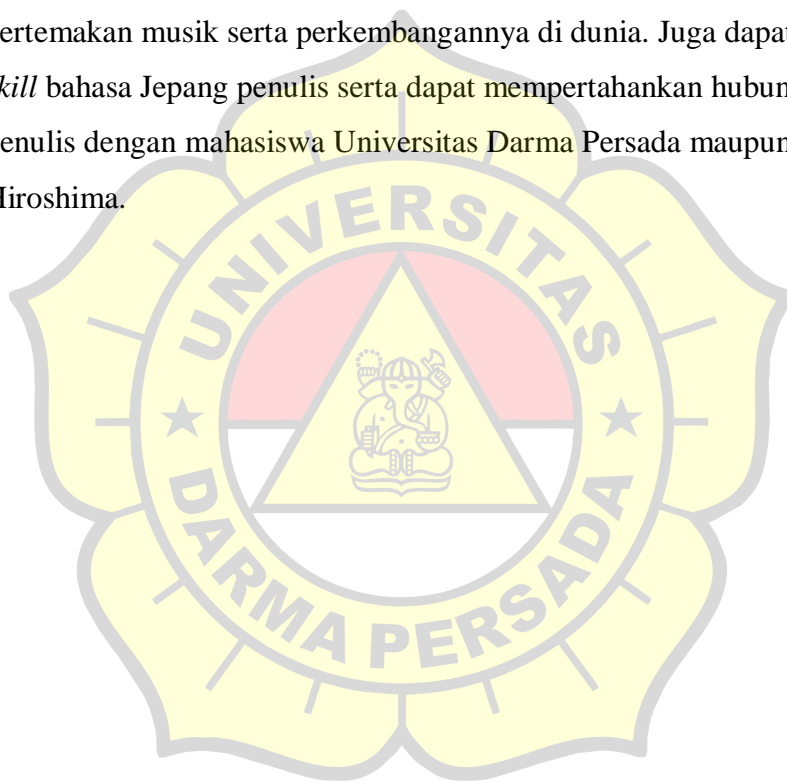 ertemakan musik serta perkembangannya di dunia. Juga dapat
kill bahasa Jepang penulis serta dapat mempertahankan hubun
enulis dengan mahasiswa Universitas Darma Persada maupun
Hiroshima.
UNIVERSITAS
DARMA PERSADA